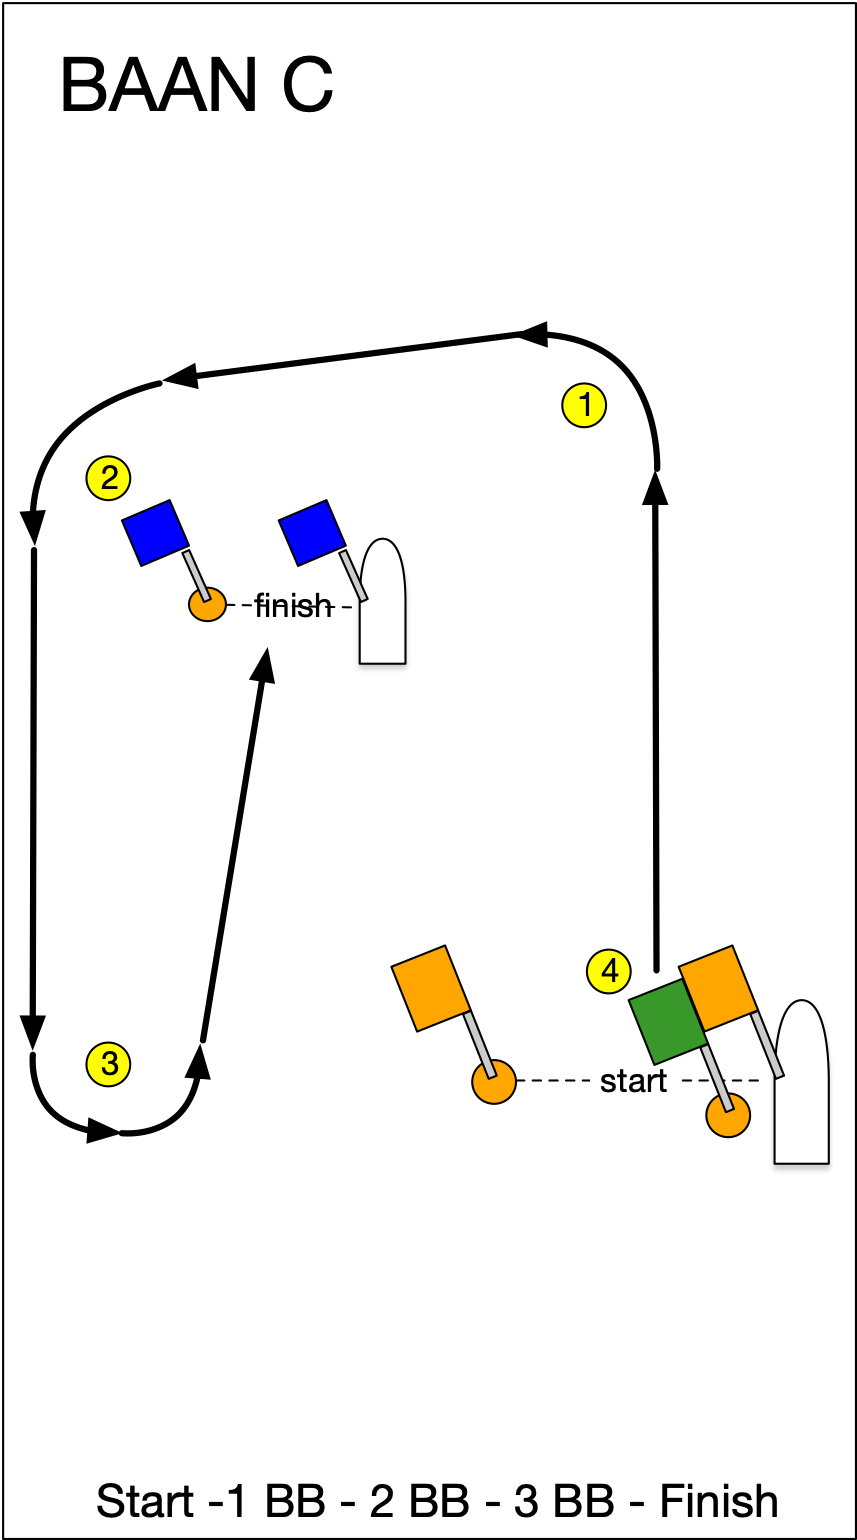 BAAN C
1
2
finish
4
3
start
Start -1 BB - 2 BB - 3 BB - Finish